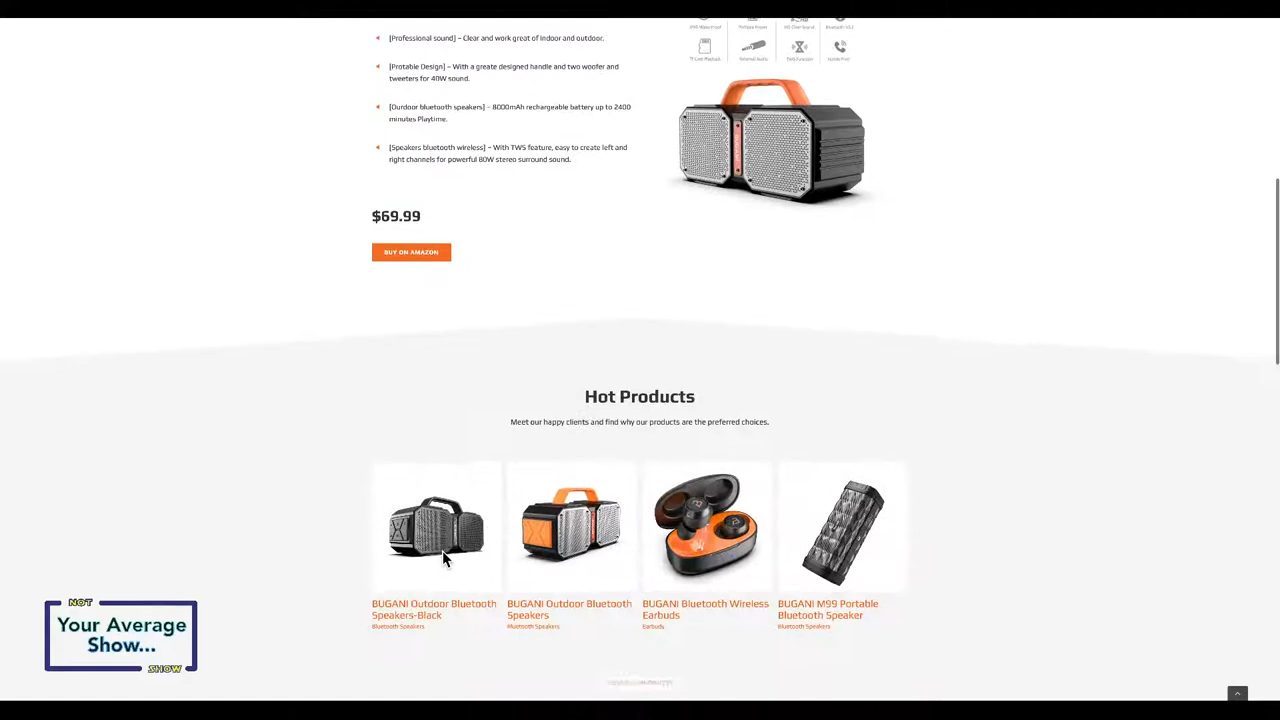 [Professional sound] – Clear and work great of indoor and outdoor.
[Protable Design] – With a greate designed handle and two woofer and
tweeters for 40W sound.
[Ourdoor bluetooth speakers] – 8000mAh rechargeable battery up to 2400
minutes Playtime.
[Speakers bluetooth wireless] – With TWS feature, easy to create left and
right channels for powerful 80W stereo surround sound.
$69.99
BUY ON AMAZON
Hot Products
Meet our happy clients and find why our products are the preferred choices.
BUGANI Outdoor Bluetooth
Speakers-Black
Bluetooth Speakers
BUGANI Outdoor Bluetooth
Speakers
Bluetooth Speakers
BUGANI Bluetooth Wireless
Earbuds
Earbuds
BUGANI M99 Portable
Bluetooth Speaker
Bluetooth Speakers
NOT
Your Average
Show...
SHOW